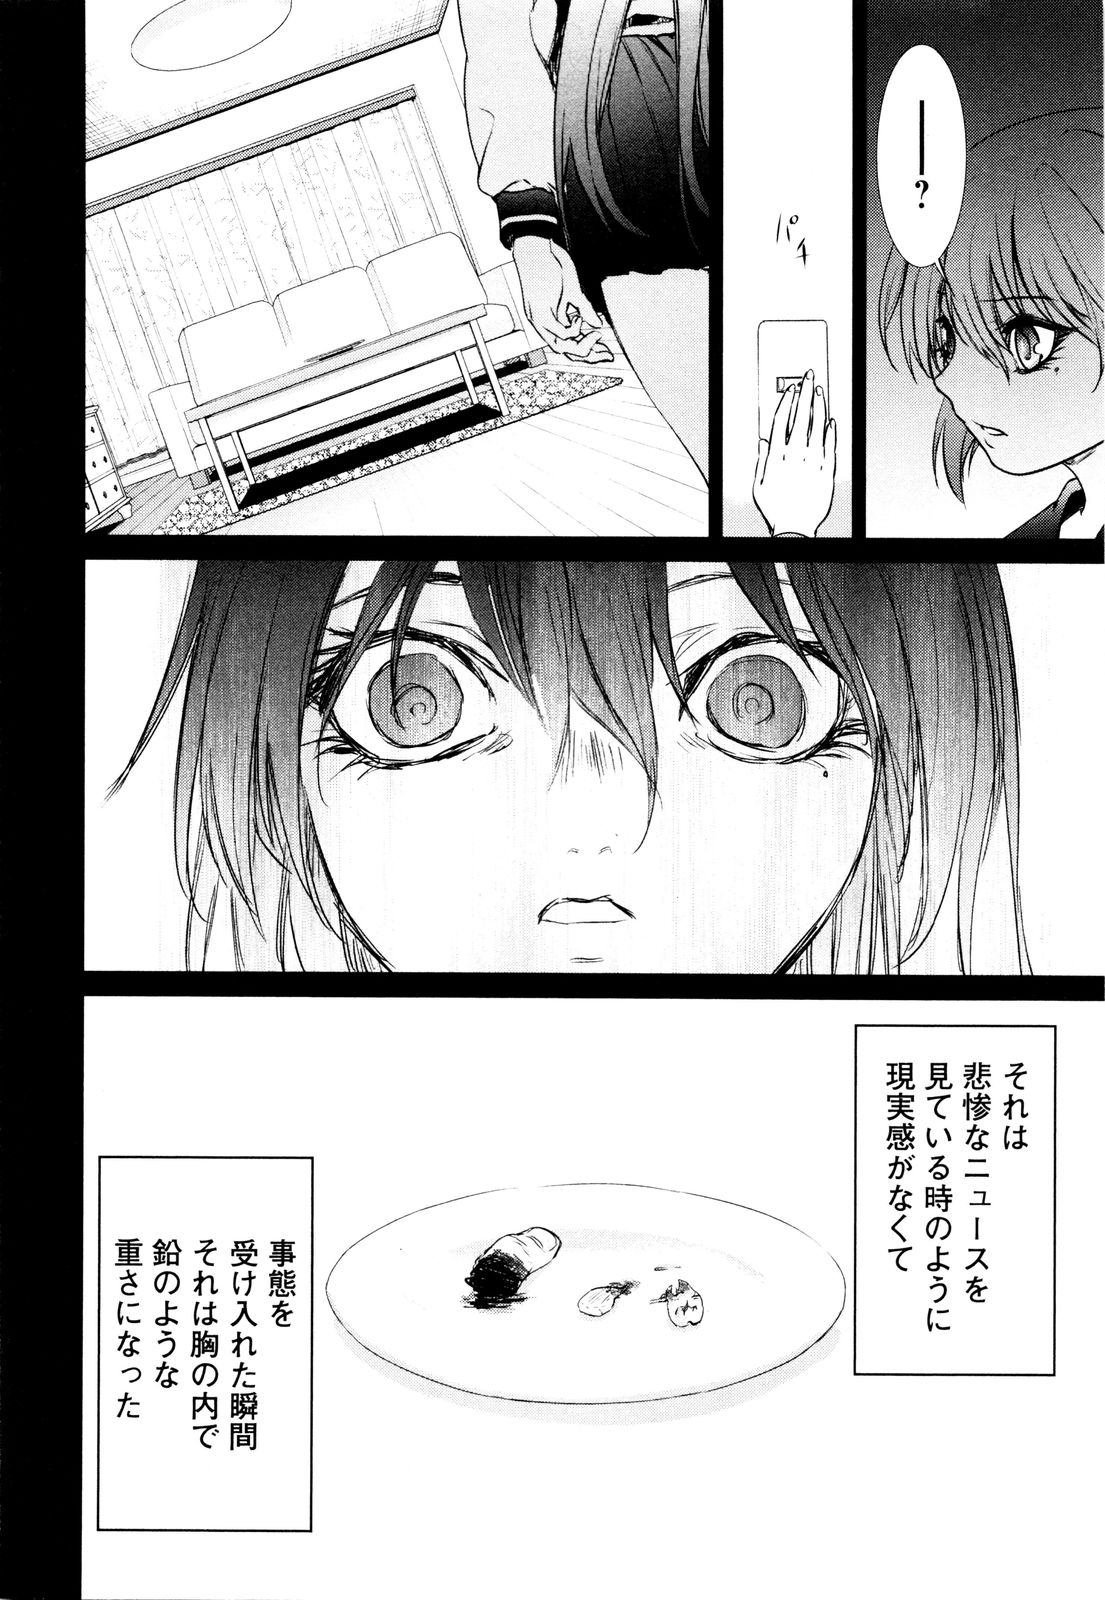 ――?
パチ
それは
悲惨なニュースを
見ている時のように
現実感がなくて
事態を
受け入れた瞬間
それは胸の内で
鉛のような
重さになった